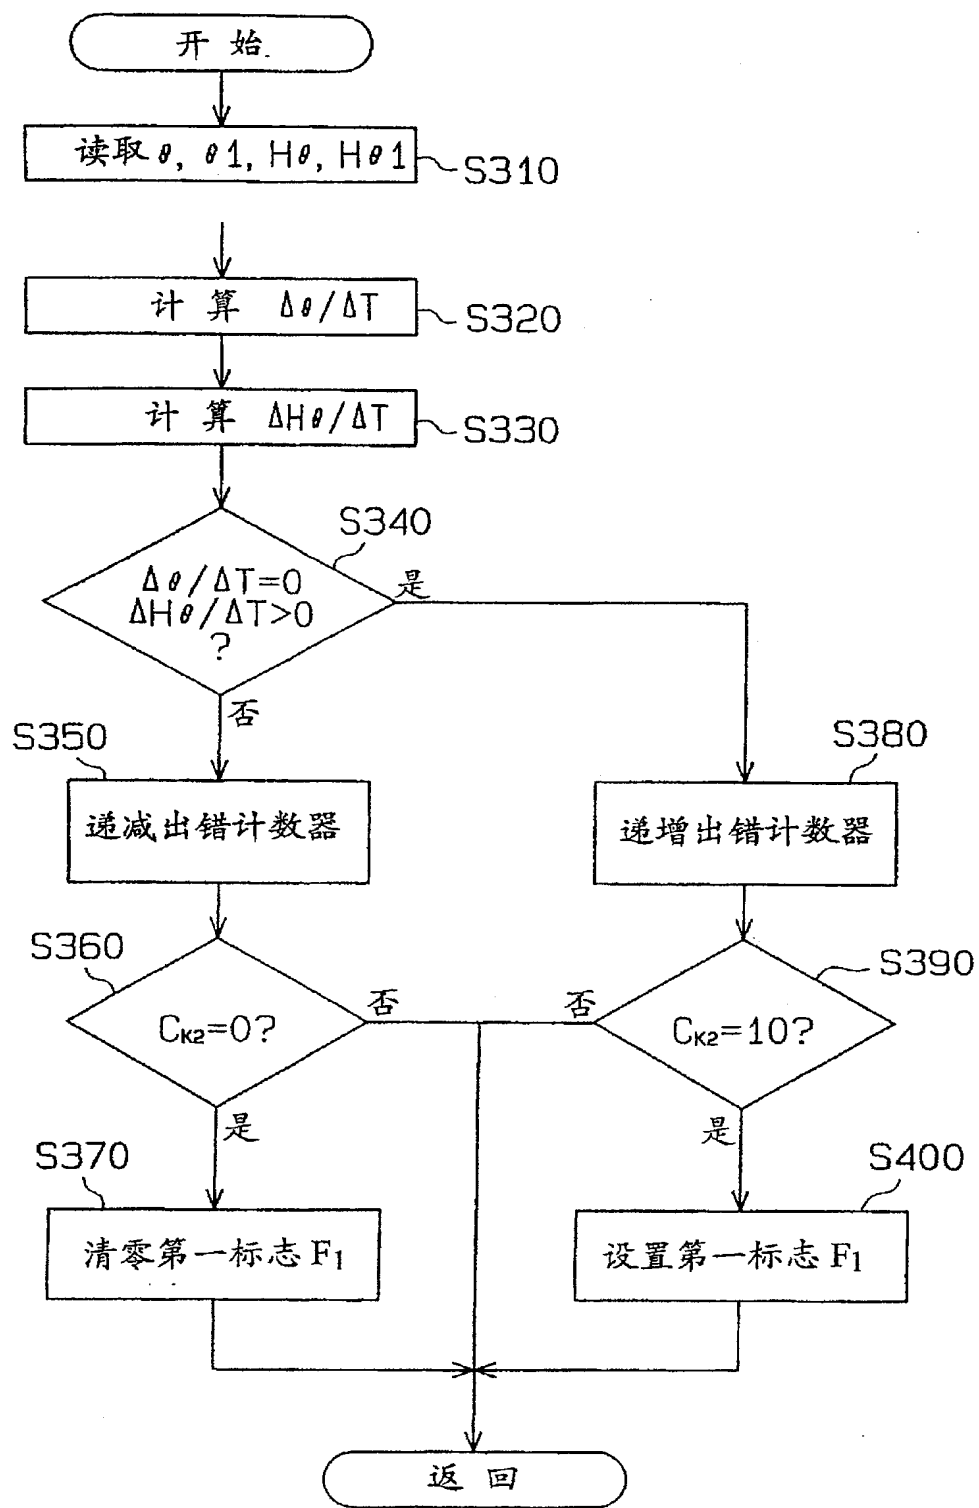 开始
读取θ, θ1, Hθ, Hθ1
S310
计算 Δθ/ΔT
S320
计算 ΔHθ/ΔT
S330
S340
Δθ/ΔT=0
ΔHθ/ΔT>0
?
是
否
S350
S380
递减出错计数器
递增出错计数器
S360
S390
否
否
CK2=0?
CK2=10?
是
是
S370
S400
清零第一标志 F1
设置第一标志 F1
返回